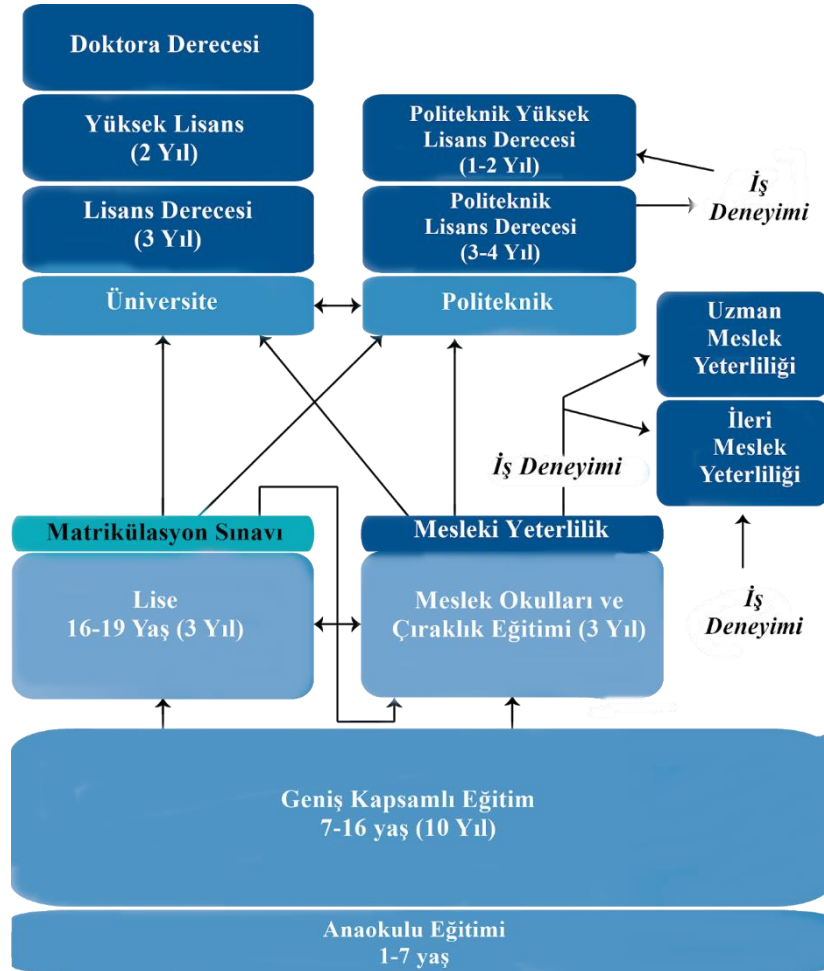 Doktora Derecesi
Yüksek Lisans
(2 Yıl)
Lisans Derecesi
(3 Yıl)
Üniversite
Politeknik Yüksek
Lisans Derecesi
(1-2 Yıl)
Politeknik
Lisans Derecesi
(3-4 Yıl)
Politeknik
İş
Deneyimi
Uzman
Meslek
Yeterliliği
İleri
Meslek
Yeterliliği
İş Deneyimi
İş
Deneyimi
Matrikülasyon Sınavı
Lise
16-19 Yaş (3 Yıl)
Mesleki Yeterlilik
Meslek Okulları ve
Çıraklık Eğitimi (3 Yıl)
Geniş Kapsamlı Eğitim
7-16 yaş (10 Yıl)
Anaokulu Eğitimi
1-7 yaş